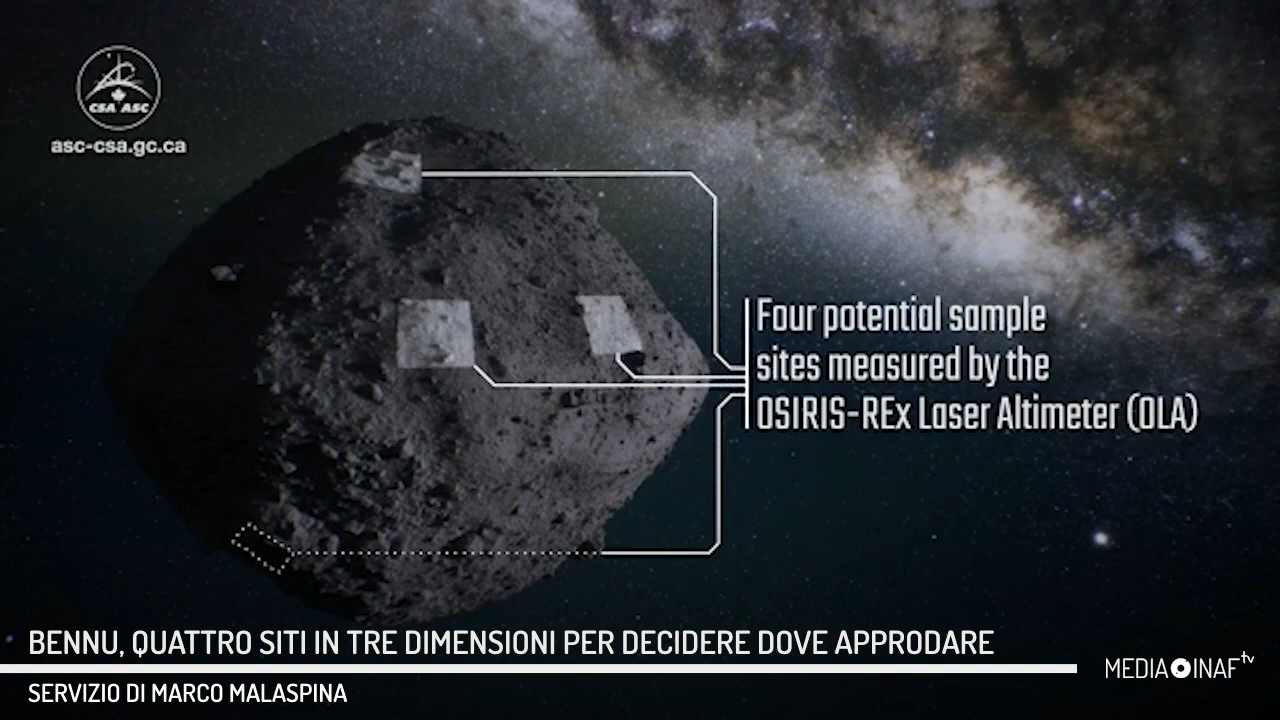 CSA ASC
asc-csa.gc.ca
Four potential sample
sites measured by the
OSIRIS-REx Laser Altimeter (OLA)
BENNU, QUATTRO SITI IN TRE DIMENSIONI PER DECIDERE DOVE APPRODARE
SERVIZIO DI MARCO MALASPINA
MEDIA INAF tv